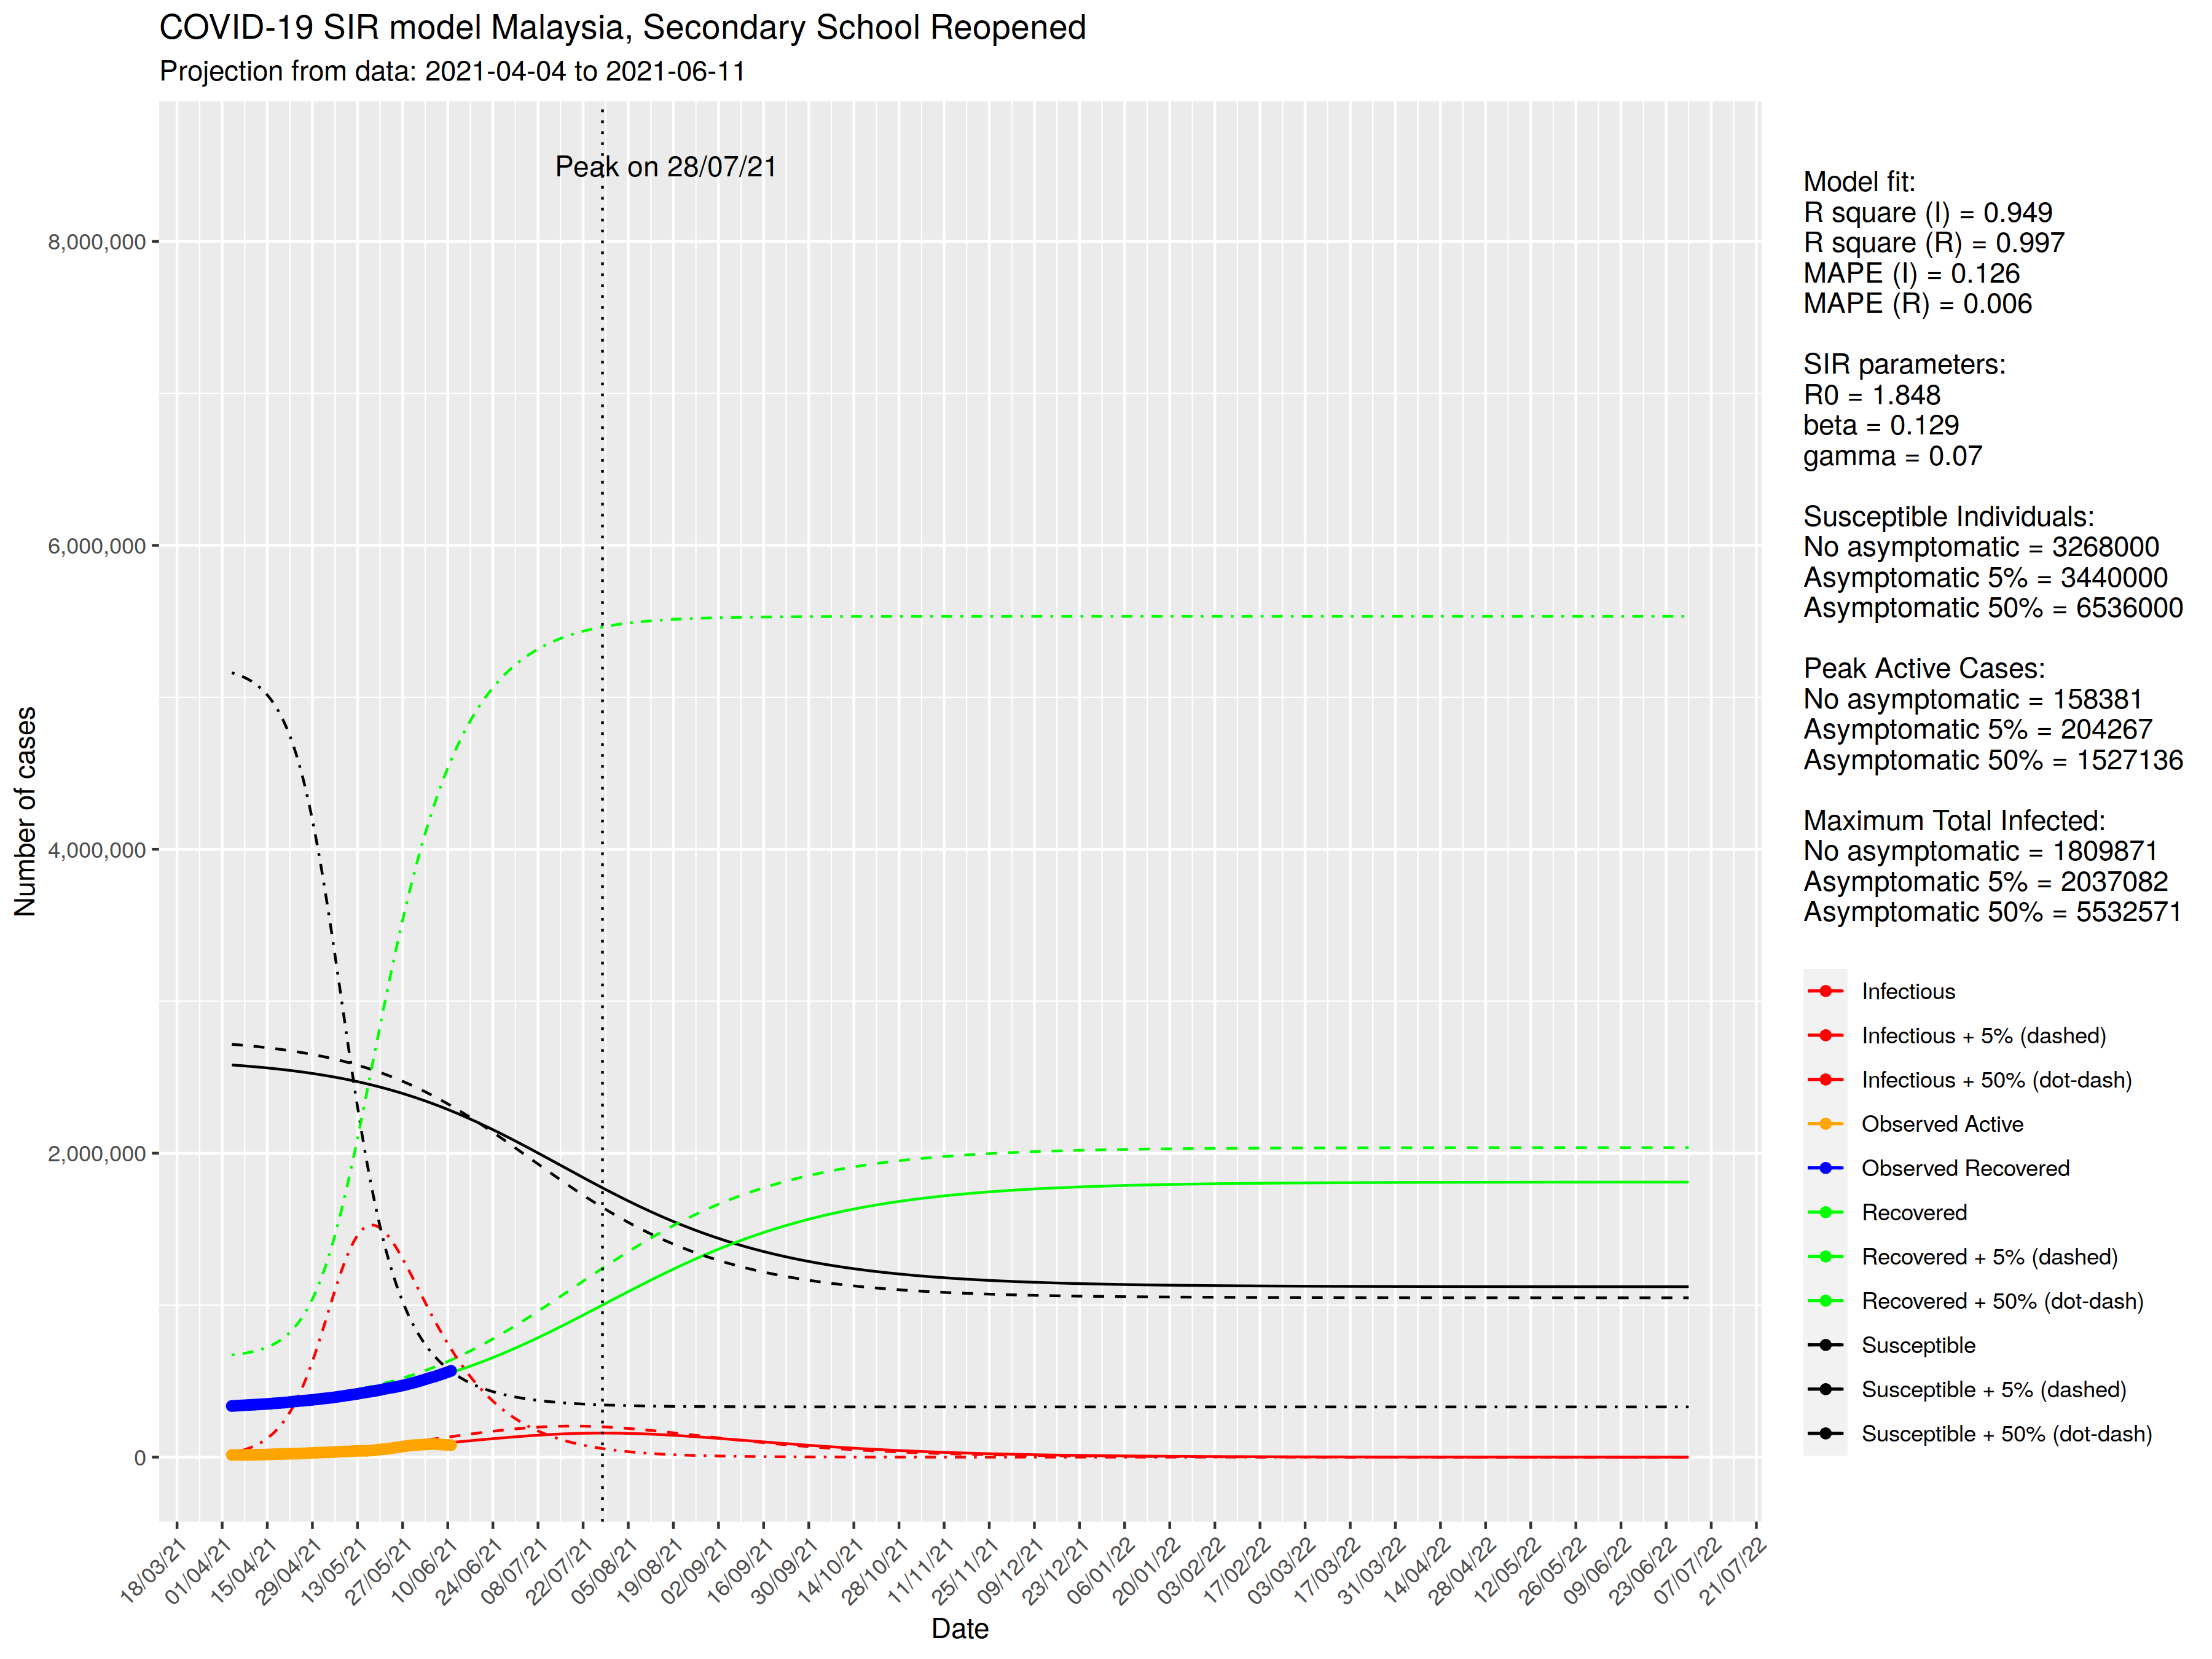 COVID-19 SIR model Malaysia, Secondary School Reopened
Projection from data: 2021-04-04 to 2021-06-11
Peak on 28/07/21
8,000,000
6,000,000
4,000,000
2,000,000
0
Number of cases
18/03/21
01/04/21
15/04/21
29/04/21
13/05/21
27/05/21
10/06/21
24/06/21
08/07/21
22/07/21
05/08/21
19/08/21
02/09/21
16/09/21
30/09/21
14/10/21
28/10/21
11/11/21
25/11/21
09/12/21
23/12/21
06/01/22
20/01/22
03/02/22
17/02/22
03/03/22
17/03/22
31/03/22
14/04/22
28/04/22
12/05/22
26/05/22
09/06/22
23/06/22
07/07/22
21/07/22
Date
Model fit:
R square (I) = 0.949
R square (R) = 0.997
MAPE (I) = 0.126
MAPE (R) = 0.006
SIR parameters:
R0 = 1.848
beta = 0.129
gamma = 0.07
Susceptible Individuals:
No asymptomatic = 3268000
Asymptomatic 5% = 3440000
Asymptomatic 50% = 6536000
Peak Active Cases:
No asymptomatic = 158381
Asymptomatic 5% = 204267
Asymptomatic 50% = 1527136
Maximum Total Infected:
No asymptomatic = 1809871
Asymptomatic 5% = 2037082
Asymptomatic 50% = 5532571
Infectious
Infectious + 5% (dashed)
Infectious + 50% (dot-dash)
Observed Active
Observed Recovered
Recovered
Recovered + 5% (dashed)
Recovered + 50% (dot-dash)
Susceptible
Susceptible + 5% (dashed)
Susceptible + 50% (dot-dash)